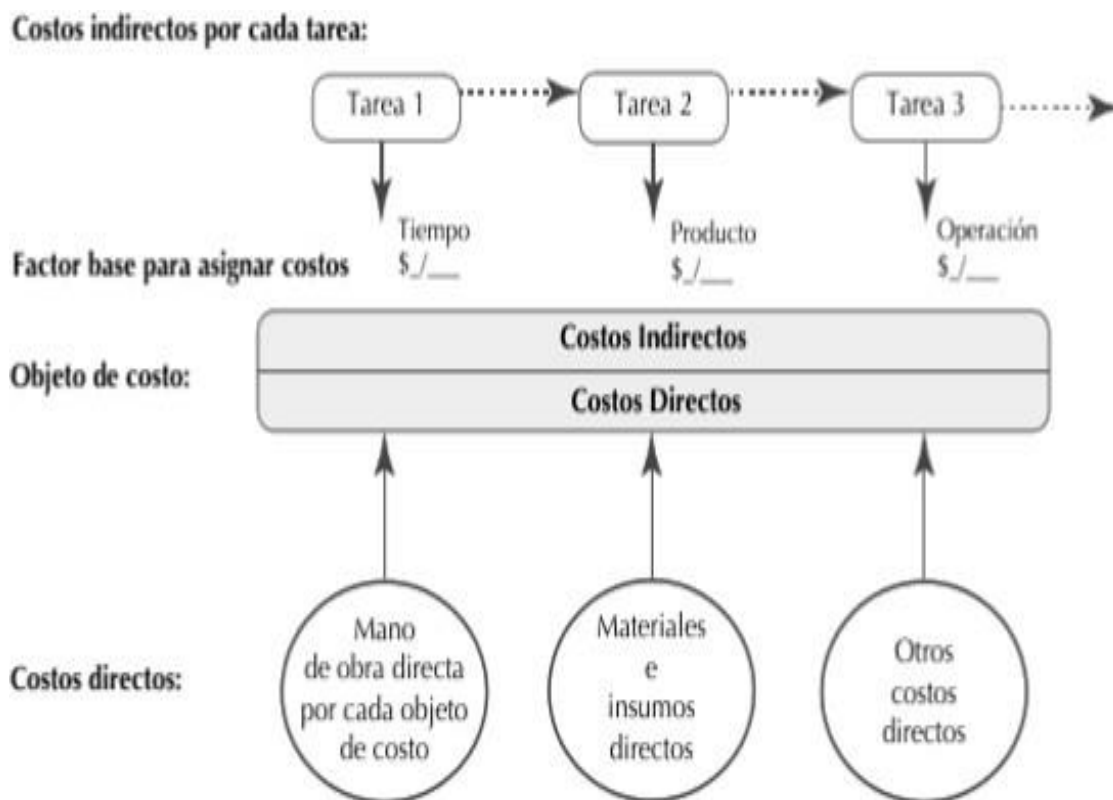 Costos indirectos por cada tarea:
Tarea 1
Tarea 2
Tarea 3
Tiempo
$_/___
Producto
$_/___
Operación
$_/___
Factor base para asignar costos
Costos Indirectos
Objeto de costo:
Costos Directos
Costos directos:
Mano
de obra directa
por cada objeto
de costo
Materiales
e
insumos
directos
Otros
costos
directos